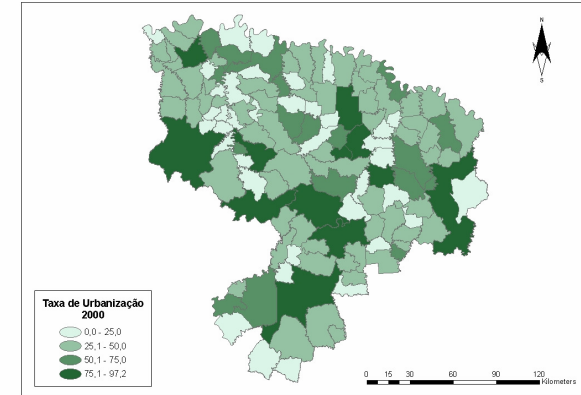 N
S
Taxa de Urbanização
2000
0,0 - 25,0
25,1 - 50,0
50,1 - 75,0
75,1 - 97,2
0 15 30 60 90 120
Kilometers